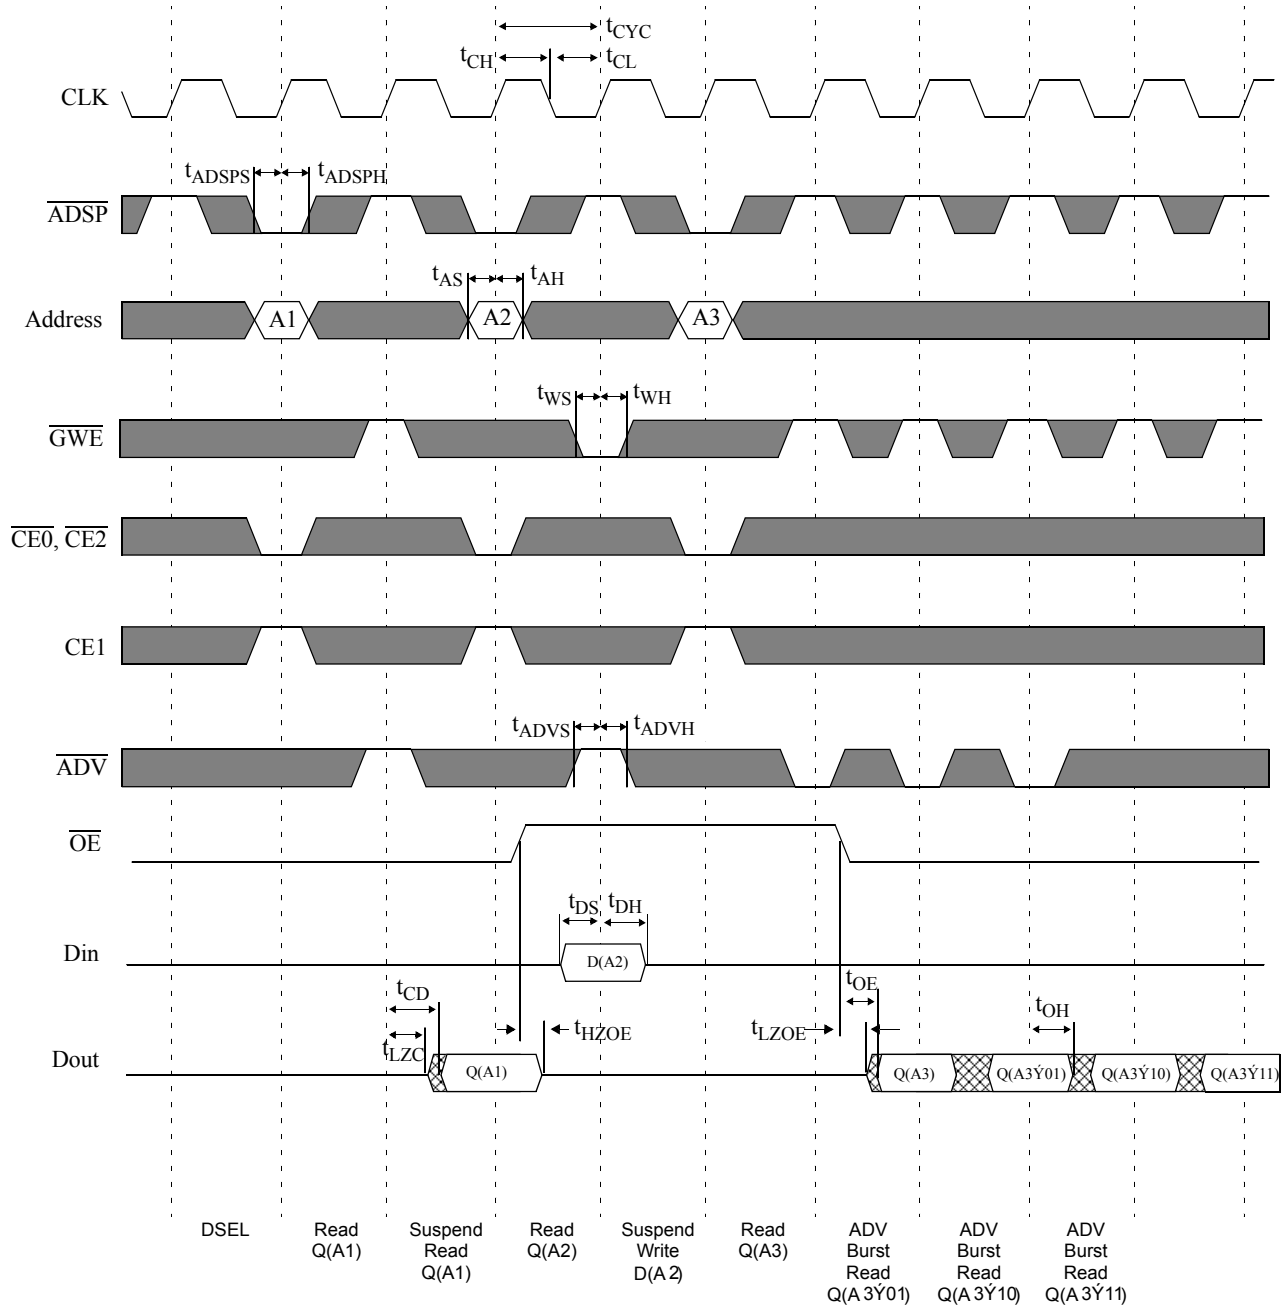 tCYC
tCH
tCL
CLK
tADSPS
tADSPH
ADSP
tAS
tAH
Address
A1
A2
A3
tWS
tWH
GWE
CE0, CE2
CE1
tADVS
tADVH
ADV
OE
tDS
tDH
Din
D(A2)
tCD
tOE
tOH
tLZC
tHZOE
tLZOE
Dout
Q(A1)
Q(A3)
Q(A3Ý01)
Q(A3Ý10)
Q(A3Ý11)
DSEL
Read
Q(A1)
Suspend
Read
Q(A1)
Read
Q(A2)
Suspend
Write
D(A2)
Read
Q(A3)
ADV
Burst
Read
Q(A3Ý01)
ADV
Burst
Read
Q(A3Ý10)
ADV
Burst
Read
Q(A3Ý11)